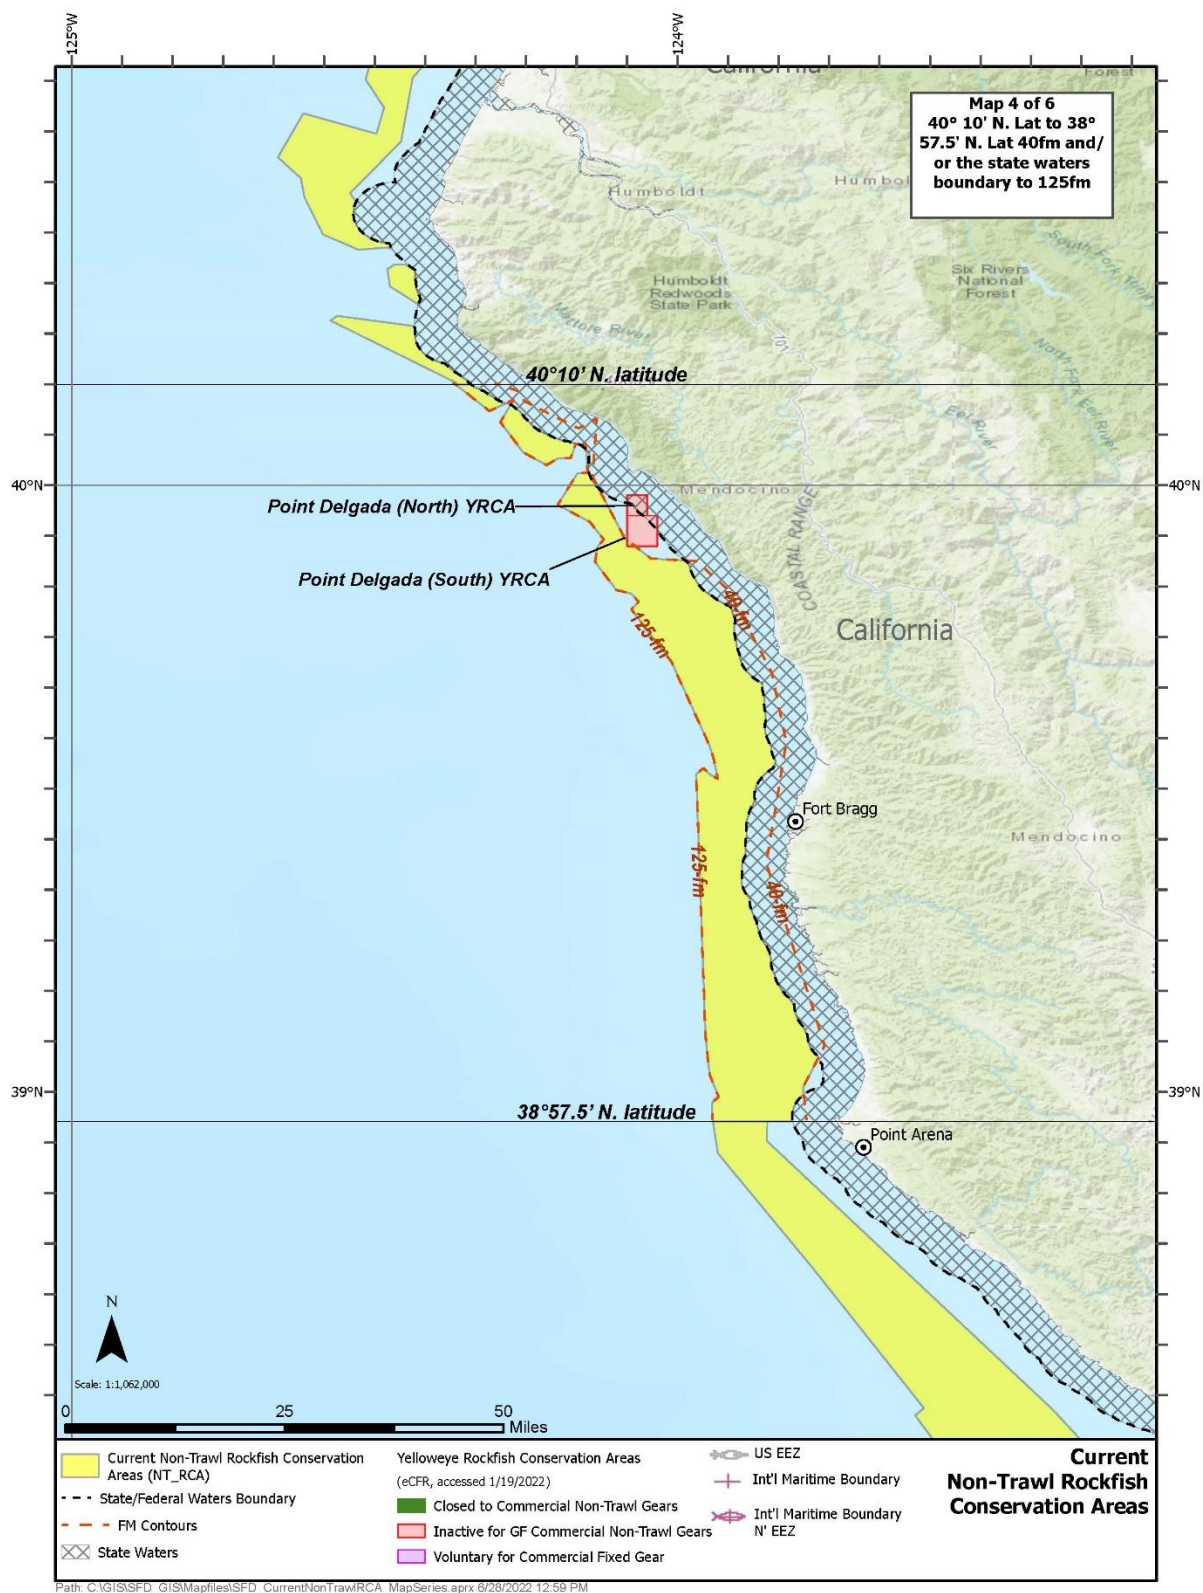 125°W
124°W
California
Forest
Map 4 of 6
40° 10' N. Lat to 38°
57.5' N. Lat 40fm and/
or the state waters
boundary to 125fm
Humboldt
Humbol
South Fork Trinity
Six Rivers
National
Forest
Humboldt
Redwoods
State Park
Mattole River
101
North Fork Eel River
40°10' N. latitude
Eel River
40°N
Mendocino
Point Delgada (North) YRCA
COASTAL RANGE
Point Delgada (South) YRCA
40-fm
125-fm
California
Fort Bragg
Mendocino
125-fm
40-fm
39°N
38°57.5' N. latitude
Point Arena
N
Scale: 1:1,062,000
0 25 50
Miles
Current Non-Trawl Rockfish Conservation
Areas (NT_RCA)
State/Federal Waters Boundary
FM Contours
State Waters
Yelloweye Rockfish Conservation Areas
(eCFR, accessed 1/19/2022)
Closed to Commercial Non-Trawl Gears
Inactive for GF Commercial Non-Trawl Gears
Voluntary for Commercial Fixed Gear
US EEZ
Int'l Maritime Boundary
Int'l Maritime Boundary
N' EEZ
Current
Non-Trawl Rockfish
Conservation Areas
Path: C:\GIS\SFD_GIS\Mapfiles\SFD_CurrentNonTrawlRCA_MapSeries.aprx 6/28/2022 12:59 PM